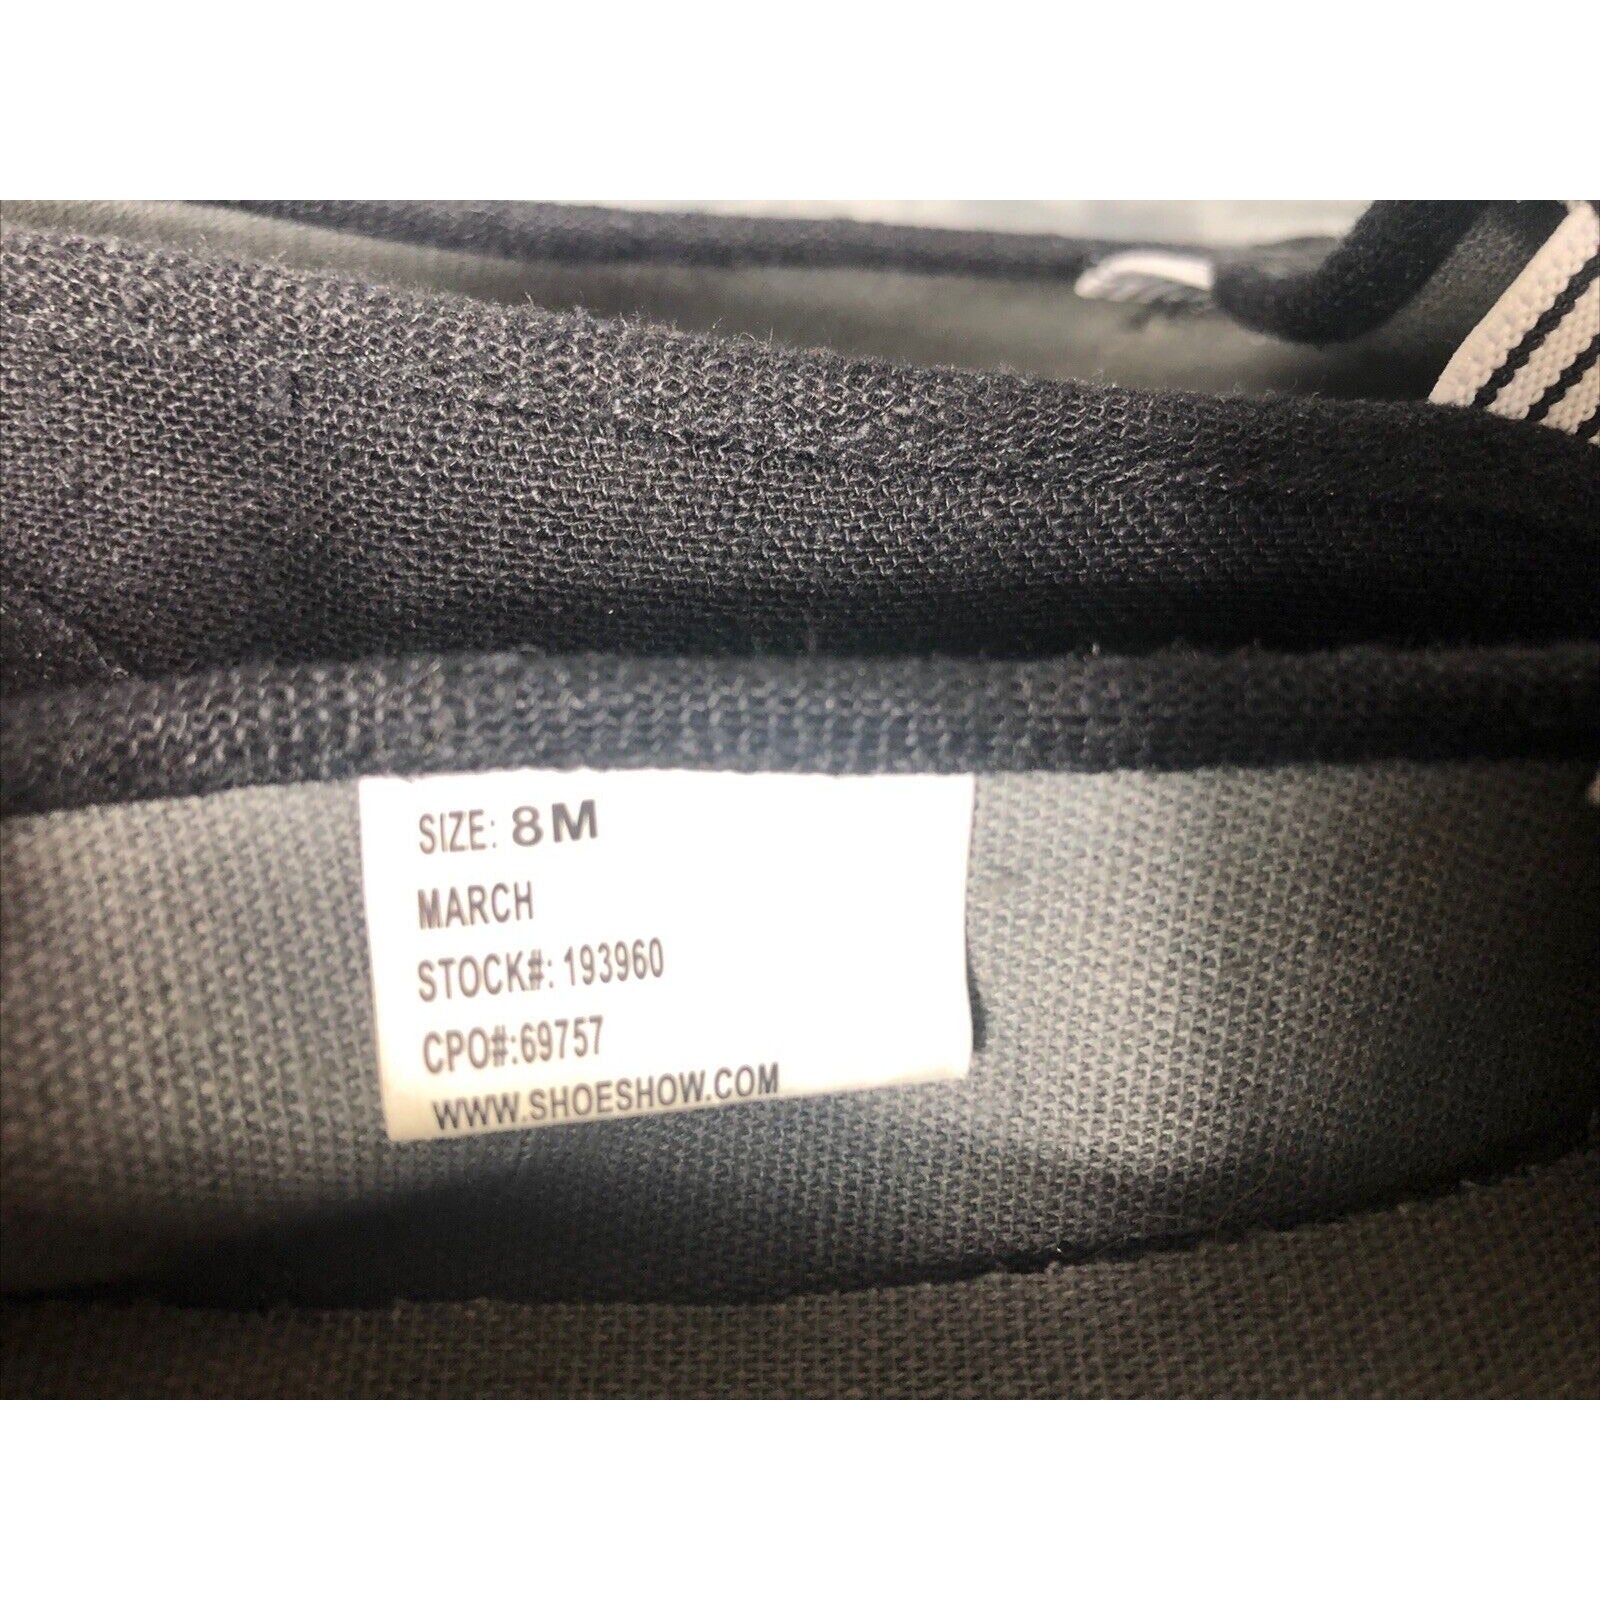 SIZE: 8M
MARCH
STOCK#: 193960
CPO#:69757
WWW.SHOESHOW.COM